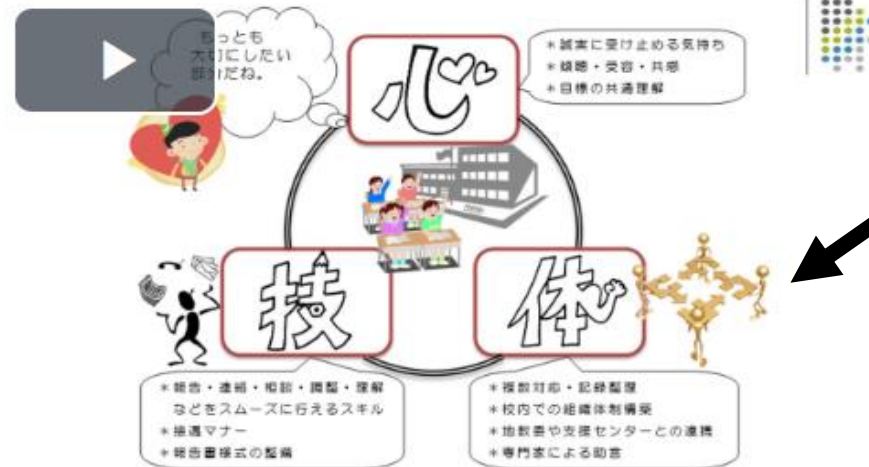 もっとも
大切にしたい
部分だね。
心
＊誠実に受け止める気持ち
＊傾聴・受容・共感
＊目標の共通理解
技
体
＊報告・連絡・相談・調整・理解
などをスムーズに行えるスキル
＊接遇マナー
＊報告書様式の整備
＊複数対応・記録整理
＊校内での組織体制構築
＊地教委や支援センターとの連携
＊専門家による助言